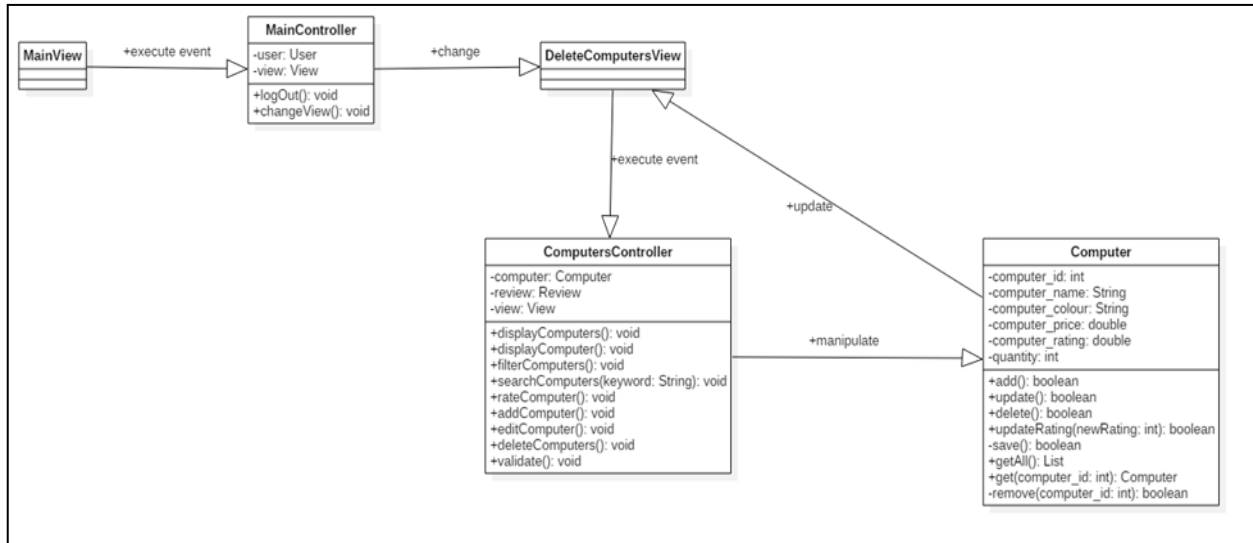 MainView
+execute event
MainController
-user: User
-view: View
+logOut(): void
+changeView(): void
+change
DeleteComputersView
+execute event
+update
ComputersController
-computer: Computer
-review: Review
-view: View
+displayComputers(): void
+displayComputer(): void
+filterComputers(): void
+searchComputers(keyword: String): void
+rateComputer(): void
+addComputer(): void
+editComputer(): void
+deleteComputers(): void
+validate(): void
+manipulate
Computer
-computer_id: int
-computer_name: String
-computer_colour: String
-computer_price: double
-computer_rating: double
-quantity: int
+add(): boolean
+update(): boolean
+delete(): boolean
+updateRating(newRating: int): boolean
-save(): boolean
+getAll(): List
+get(computer_id: int): Computer
-remove(computer_id: int): boolean